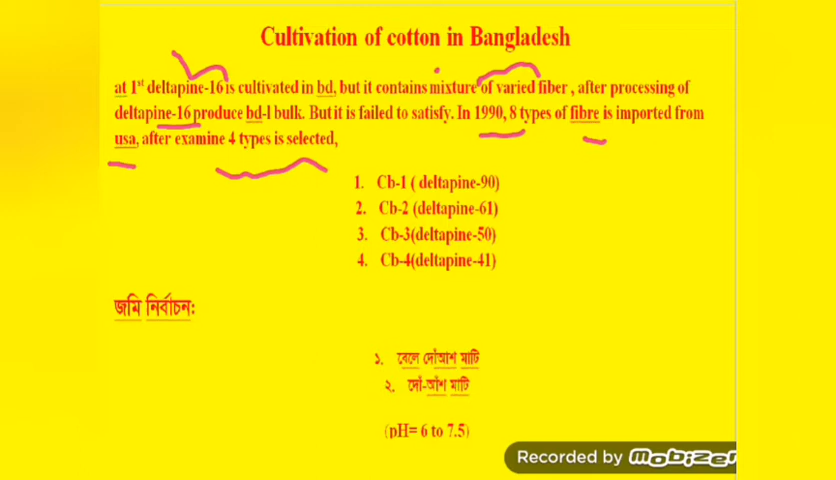 Cultivation of cotton in Bangladesh
at 1st deltapine-16 is cultivated in bd, but it contains mixture of varied fiber , after processing of
deltapine-16 produce bd-l bulk. But it is failed to satisfy. In 1990, 8 types of fibre is imported from
usa, after examine 4 types is selected,
1. Cb-1 ( deltapine-90)
2. Cb-2 (deltapine-61)
3. Cb-3(deltapine-50)
4. Cb-4(deltapine-41)
জমি নির্বাচন:
১. বেলে দোঁআশ মাটি
২. দোঁ-আঁশ মাটি
(pH= 6 to 7.5)
Recorded by Mobizen